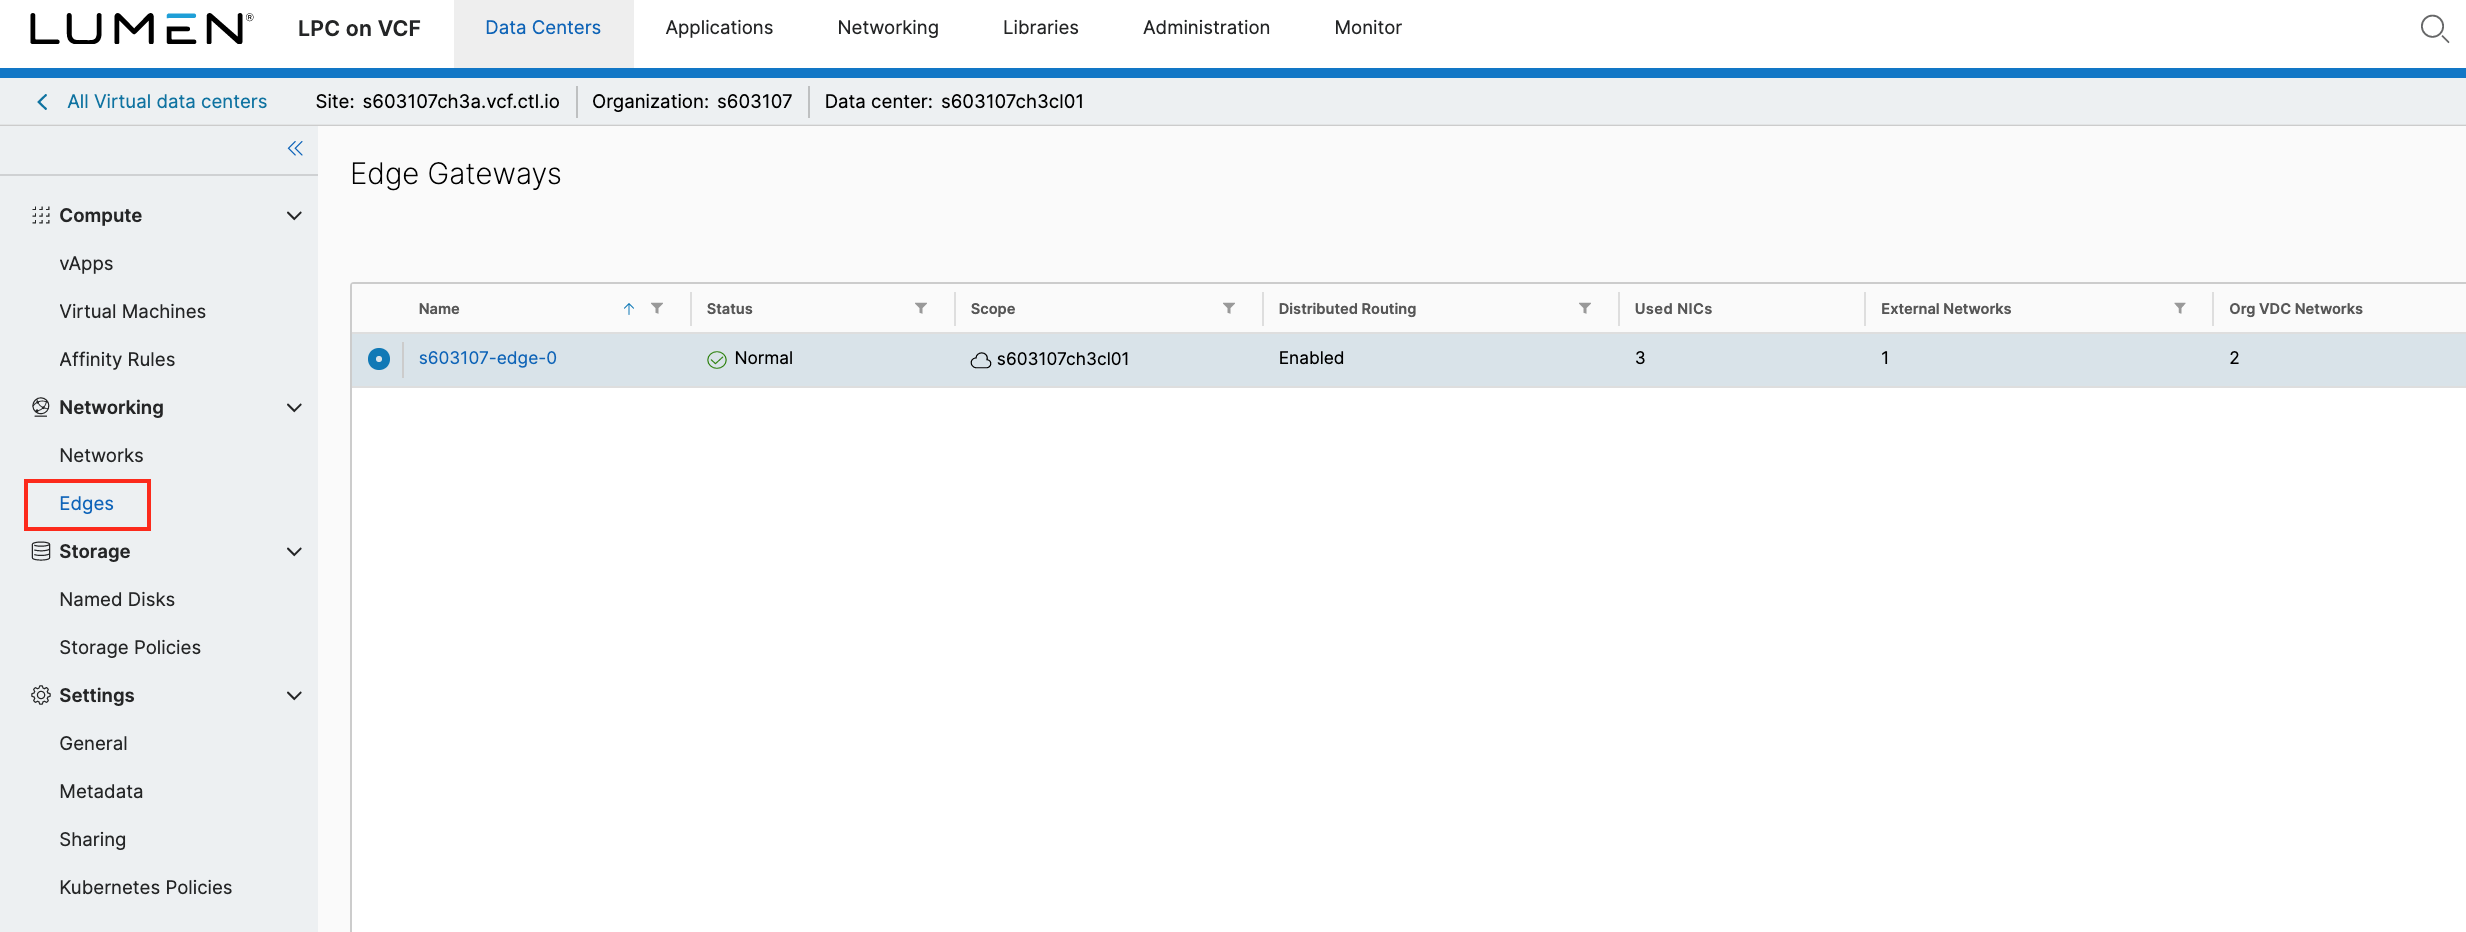 LUMEN® LPC on VCF Data Centers Applications Networking Libraries Administration Monitor
All Virtual data centers Site: s603107ch3a.vcf.ctl.io Organization: s603107 Data center: s603107ch3cl01
Edge Gateways
Compute
vApps
Virtual Machines
Affinity Rules
Networking
Networks
Edges
Storage
Named Disks
Storage Policies
Settings
General
Metadata
Sharing
Kubernetes Policies
Name Status Scope Distributed Routing Used NICs External Networks Org VDC Networks
s603107-edge-0 Normal s603107ch3cl01 Enabled 3 1 2